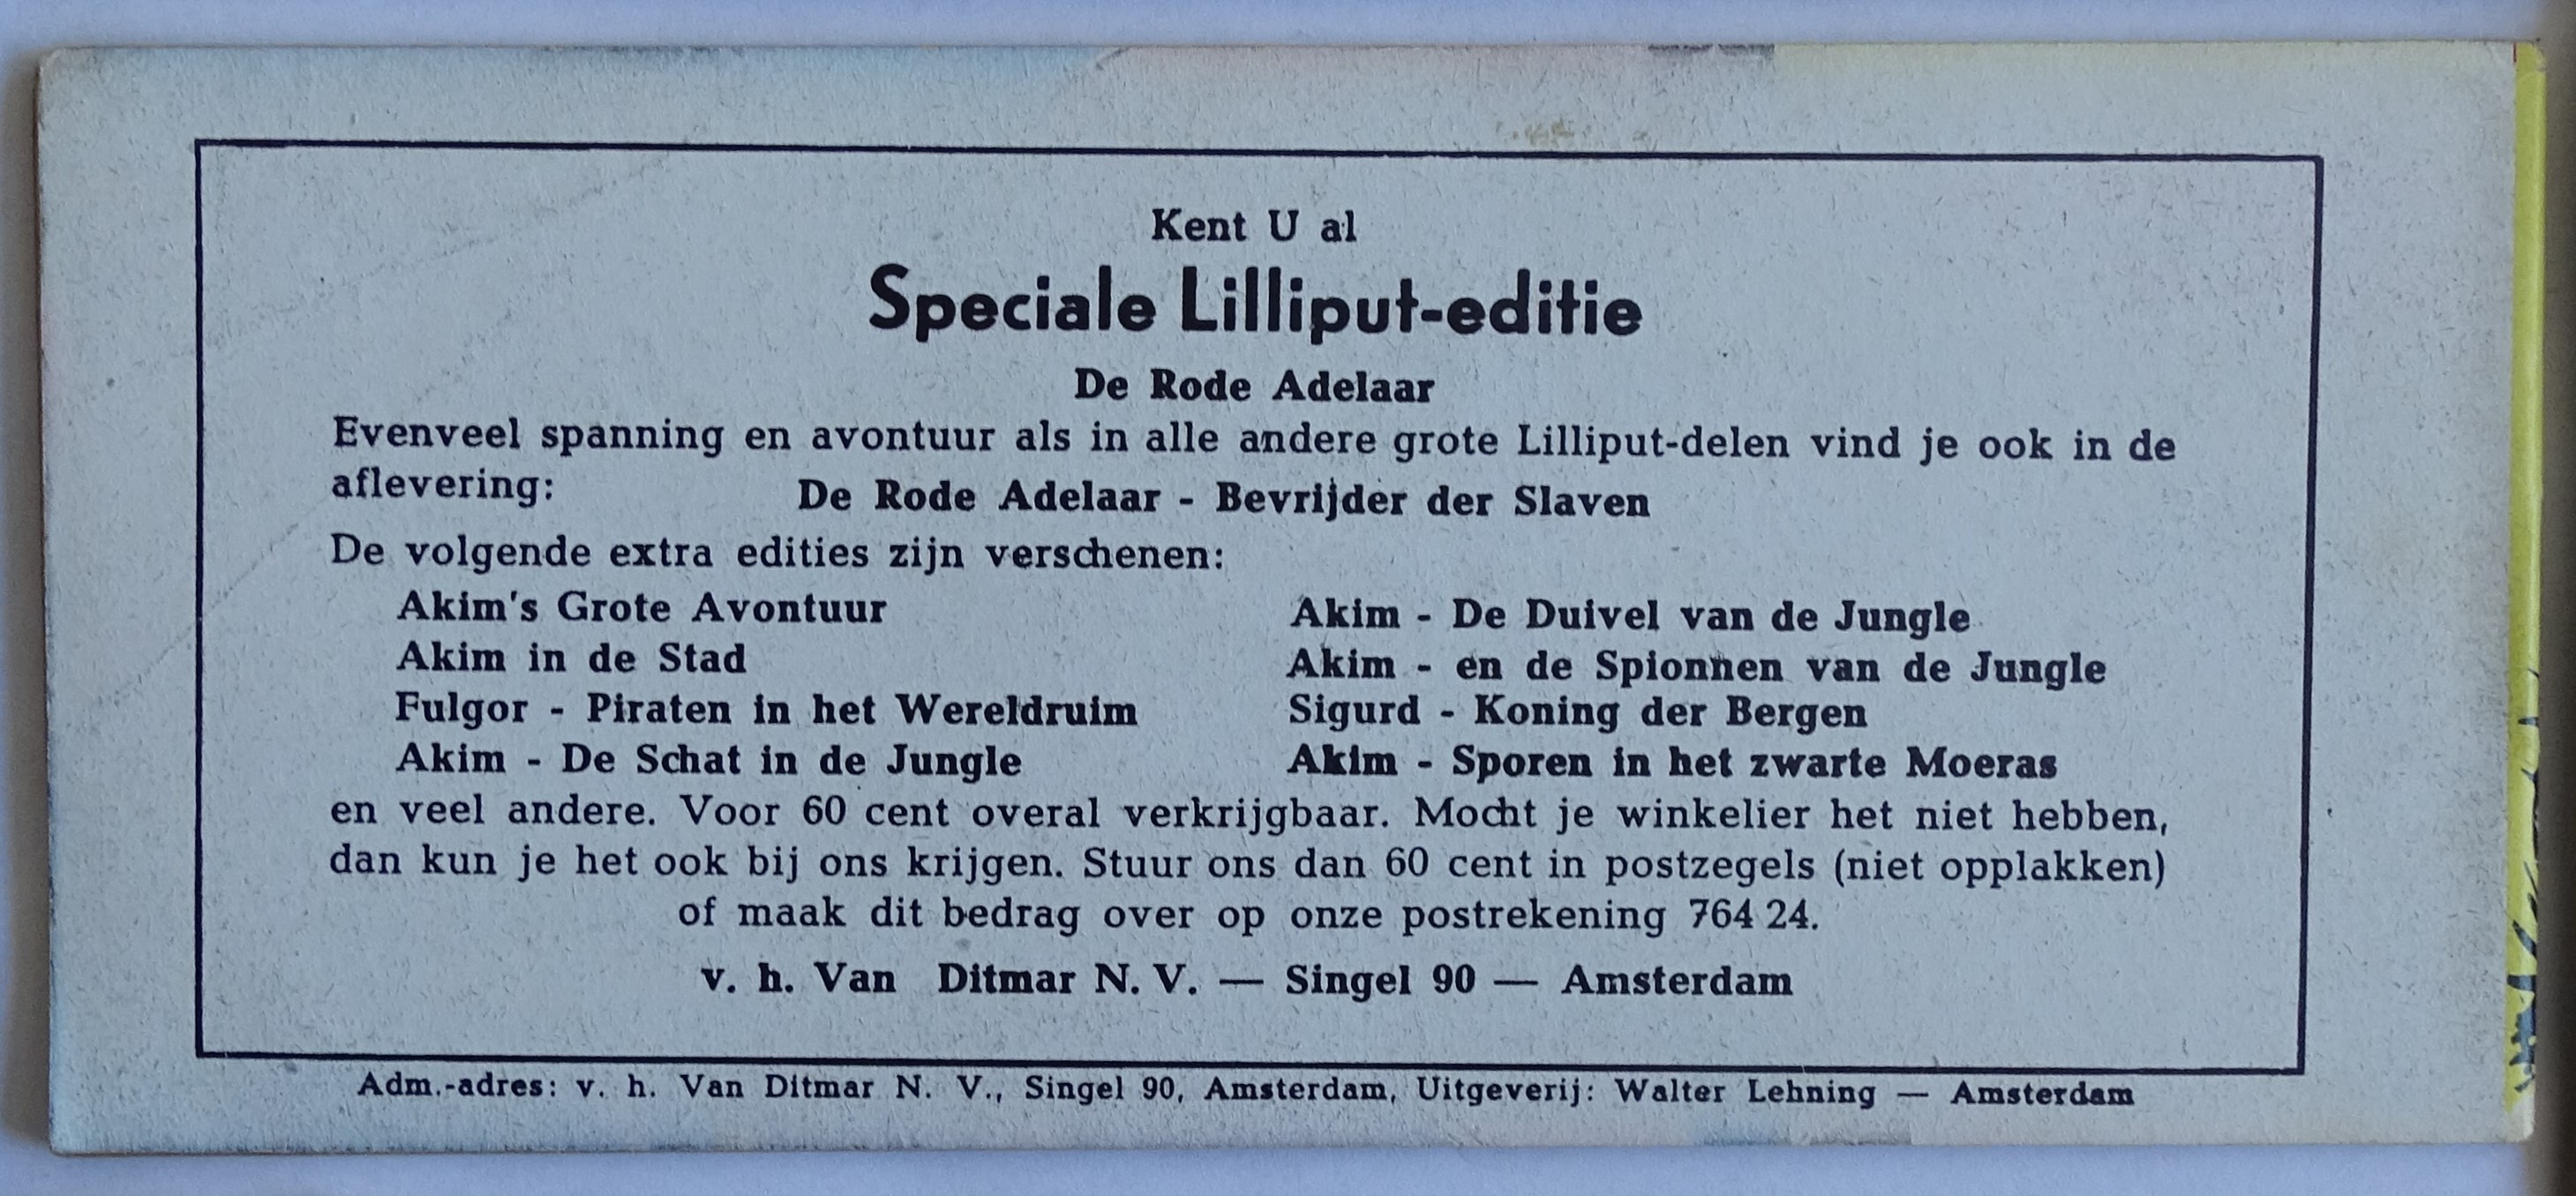 Kent U al
Speciale Lilliput-editie
De Rode Adelaar
Evenveel spanning en avontuur als in alle andere grote Lilliput-delen vind je ook in de
aflevering: De Rode Adelaar - Bevrijder der Slaven
De volgende extra edities zijn verschenen:
Akim's Grote Avontuur
Akim in de Stad
Fulgor - Piraten in het Wereldruim
Akim - De Schat in de Jungle
Akim - De Duivel van de Jungle
Akim - en de Spionnen van de Jungle
Sigurd - Koning der Bergen
Akim - Sporen in het zwarte Moeras
en veel andere. Voor 60 cent overal verkrijgbaar. Mocht je winkelier het niet hebben,
dan kun je het ook bij ons krijgen. Stuur ons dan 60 cent in postzegels (niet opplakken)
of maak dit bedrag over op onze postrekening 764 24.
v. h. Van Ditmar N. V. — Singel 90 — Amsterdam
Adm.-adres: v. h. Van Ditmar N. V., Singel 90, Amsterdam, Uitgeverij: Walter Lehning — Amsterdam